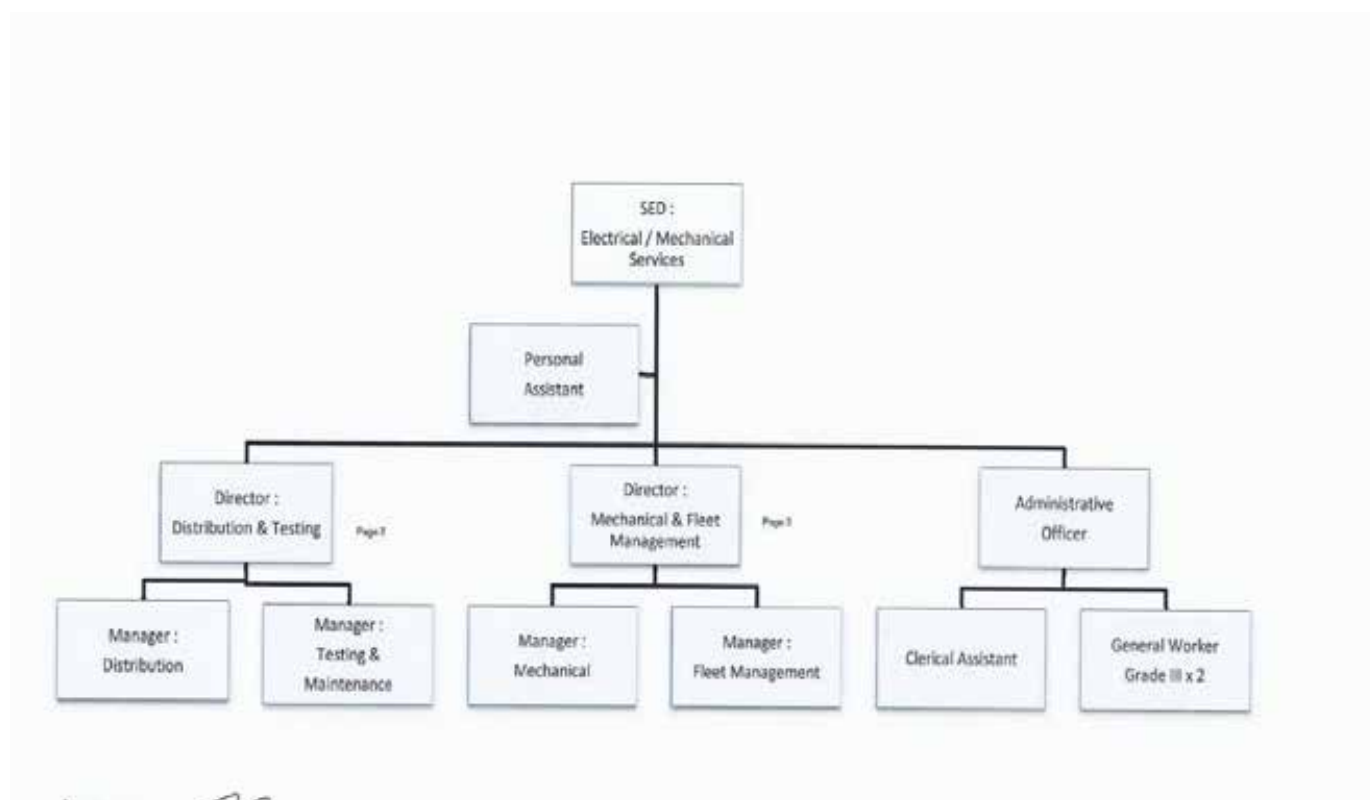 SED :
Electrical / Mechanical
Services
Personal
Assistant
Director :
Distribution & Testing
Director :
Mechanical & Fleet
Management
Administrative
Officer
Manager :
Distribution
Manager :
Testing &
Maintenance
Manager :
Mechanical
Manager :
Fleet Management
Clerical Assistant
General Worker
Grade III x 2